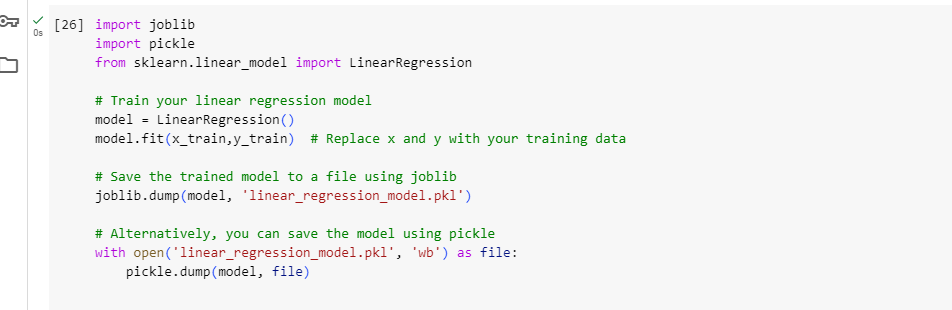 [26] import joblib
import pickle
from sklearn.linear_model import LinearRegression
# Train your linear regression model
model = LinearRegression()
model.fit(x_train,y_train)  # Replace x and y with your training data
# Save the trained model to a file using joblib
joblib.dump(model, 'linear_regression_model.pkl')
# Alternatively, you can save the model using pickle
with open('linear_regression_model.pkl', 'wb') as file:
    pickle.dump(model, file)
0s